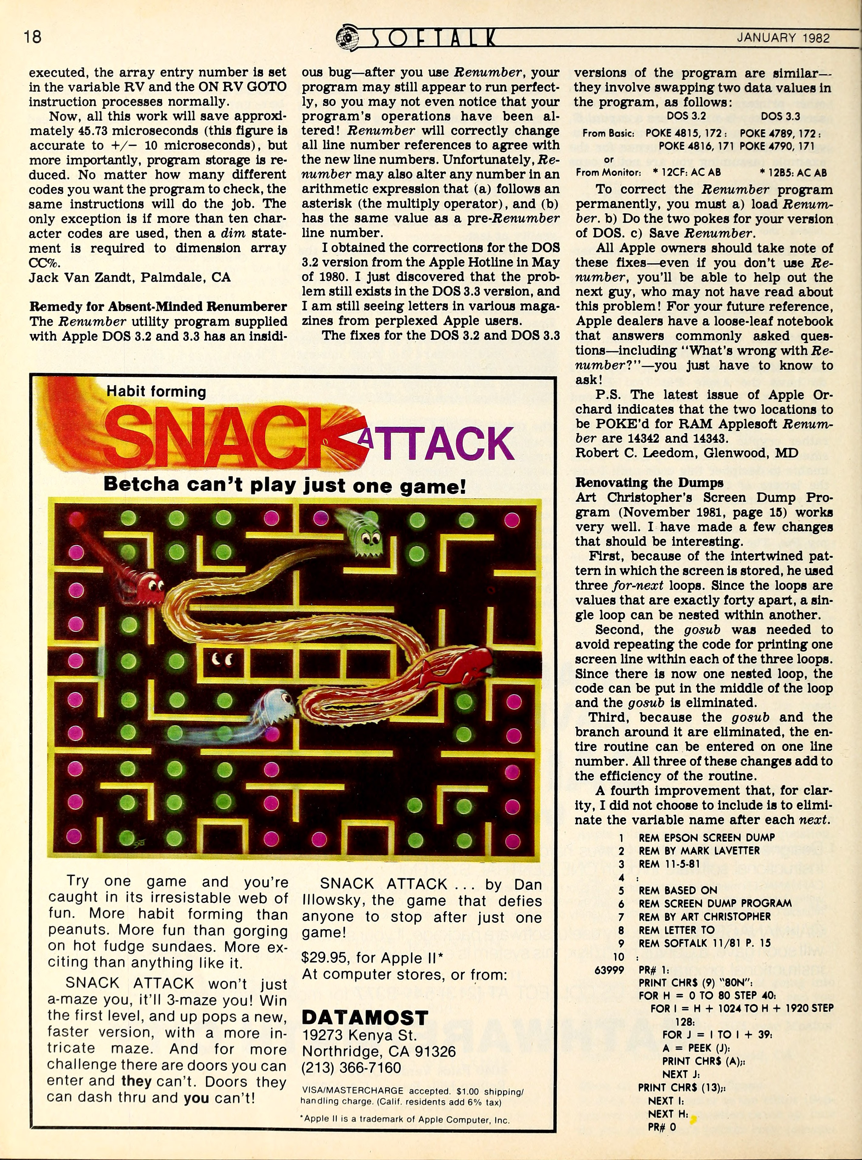 18
SOFTALK
JANUARY 1982
executed, the array entry number is set
in the variable RV and the ON RV GOTO
instruction processes normally.
Now, all this work will save approxi-
mately 45.73 microseconds (this figure is
accurate to +/− 10 microseconds), but
more importantly, program storage is re-
duced. No matter how many different
codes you want the program to check, the
same instructions will do the job. The
only exception is if more than ten char-
acter codes are used, then a dim state-
ment is required to dimension array
CC%.
Jack Van Zandt, Palmdale, CA
Remedy for Absent-Minded Renumberer
The Renumber utility program supplied
with Apple DOS 3.2 and 3.3 has an insidi-
ous bug—after you use Renumber, your
program may still appear to run perfect-
ly, so you may not even notice that your
program's operations have been al-
tered! Renumber will correctly change
all line number references to agree with
the new line numbers. Unfortunately, Re-
number may also alter any number in an
arithmetic expression that (a) follows an
asterisk (the multiply operator), and (b)
has the same value as a pre-Renumber
line number.
I obtained the corrections for the DOS
3.2 version from the Apple Hotline in May
of 1980. I just discovered that the prob-
lem still exists in the DOS 3.3 version, and
I am still seeing letters in various maga-
zines from perplexed Apple users.
The fixes for the DOS 3.2 and DOS 3.3
versions of the program are similar—
they involve swapping two data values in
the program, as follows:
DOS 3.2 DOS 3.3
From Basic: POKE 4815, 172: POKE 4789, 172:
POKE 4816, 171 POKE 4790, 171
or
From Monitor: * 12CF: AC AB * 12B5: AC AB
To correct the Renumber program
permanently, you must a) load Renum-
ber. b) Do the two pokes for your version
of DOS. c) Save Renumber.
All Apple owners should take note of
these fixes—even if you don't use Re-
number, you'll be able to help out the
next guy, who may not have read about
this problem! For your future reference,
Apple dealers have a loose-leaf notebook
that answers commonly asked ques-
tions—including "What's wrong with Re-
number?"—you just have to know to
ask!
P.S. The latest issue of Apple Or-
chard indicates that the two locations to
be POKE'd for RAM Applesoft Renum-
ber are 14342 and 14343.
Robert C. Leedom, Glenwood, MD
Renovating the Dumps
Art Christopher's Screen Dump Pro-
gram (November 1981, page 15) works
very well. I have made a few changes
that should be interesting.
First, because of the intertwined pat-
tern in which the screen is stored, he used
three for-next loops. Since the loops are
values that are exactly forty apart, a sin-
gle loop can be nested within another.
Second, the gosub was needed to
avoid repeating the code for printing one
screen line within each of the three loops.
Since there is now one nested loop, the
code can be put in the middle of the loop
and the gosub is eliminated.
Third, because the gosub and the
branch around it are eliminated, the en-
tire routine can be entered on one line
number. All three of these changes add to
the efficiency of the routine.
A fourth improvement that, for clar-
ity, I did not choose to include is to elimi-
nate the variable name after each next.
1 REM EPSON SCREEN DUMP
2 REM BY MARK LAVETTER
3 REM 11-5-81
4 :
5 REM BASED ON
6 REM SCREEN DUMP PROGRAM
7 REM BY ART CHRISTOPHER
8 REM LETTER TO
9 REM SOFTALK 11/81 P. 15
10 :
63999 PR# 1:
PRINT CHR$ (9) "80N":
FOR H = 0 TO 80 STEP 40:
FOR I = H + 1024 TO H + 1920 STEP
128:
FOR J = I TO I + 39:
A = PEEK (J):
PRINT CHR$ (A);:
NEXT J:
PRINT CHR$ (13);:
NEXT I:
NEXT H:
PR# 0
Habit forming
SNACK ATTACK
Betcha can't play just one game!
Try one game and you're
caught in its irresistable web of
fun. More habit forming than
peanuts. More fun than gorging
on hot fudge sundaes. More ex-
citing than anything like it.
SNACK ATTACK won't just
a-maze you, it'll 3-maze you! Win
the first level, and up pops a new,
faster version, with a more in-
tricate maze. And for more
challenge there are doors you can
enter and they can't. Doors they
can dash thru and you can't!
SNACK ATTACK ... by Dan
Illowsky, the game that defies
anyone to stop after just one
game!
$29.95, for Apple II*
At computer stores, or from:
DATAMOST
19273 Kenya St.
Northridge, CA 91326
(213) 366-7160
VISA/MASTERCHARGE accepted. $1.00 shipping/
handling charge. (Calif. residents add 6% tax)
*Apple II is a trademark of Apple Computer, Inc.